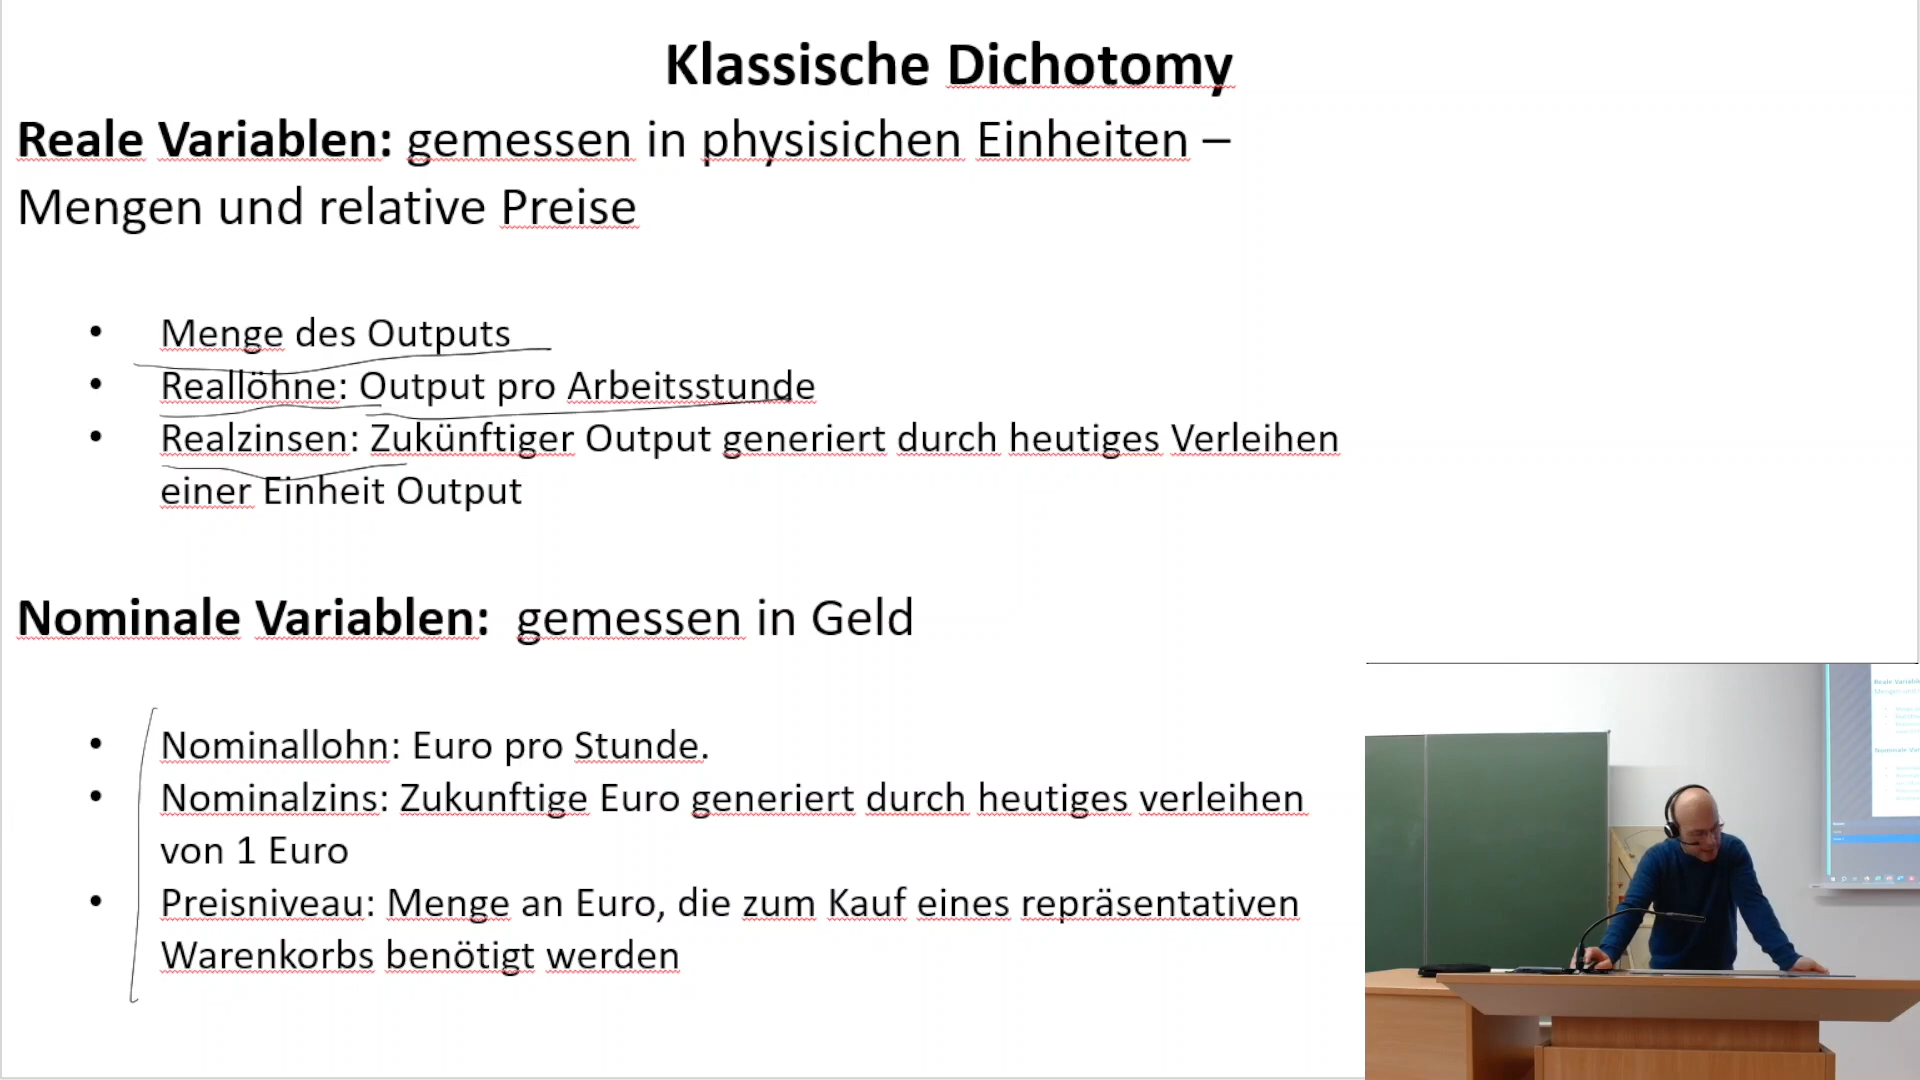 Klassische Dichotomy
Reale Variablen: gemessen in physisichen Einheiten –
Mengen und relative Preise
• Menge des Outputs
• Reallöhne: Output pro Arbeitsstunde
• Realzinsen: Zukünftiger Output generiert durch heutiges Verleihen
einer Einheit Output
Nominale Variablen: gemessen in Geld
• Nominallohn: Euro pro Stunde.
• Nominalzins: Zukunftige Euro generiert durch heutiges verleihen
von 1 Euro
• Preisniveau: Menge an Euro, die zum Kauf eines repräsentativen
Warenkorbs benötigt werden